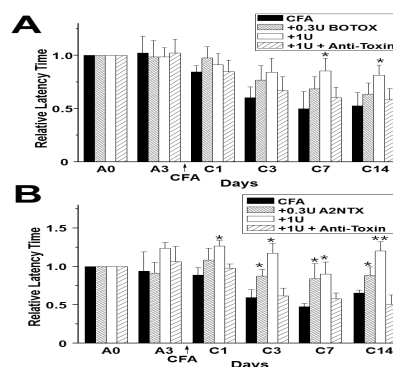 A
Relative Latency Time
CFA
+0.3U BOTOX
+1U
+1U + Anti-Toxin
1.0
0.5
0
*
*
A0 A3 C1 C3 C7 C14
CFA
Days
B
Relative Latency Time
CFA
+0.3U A2NTX
+1U
+1U + Anti-Toxin
1.5
1.0
0.5
0
*
* *
* *
* **
A0 A3 C1 C3 C7 C14
CFA
Days